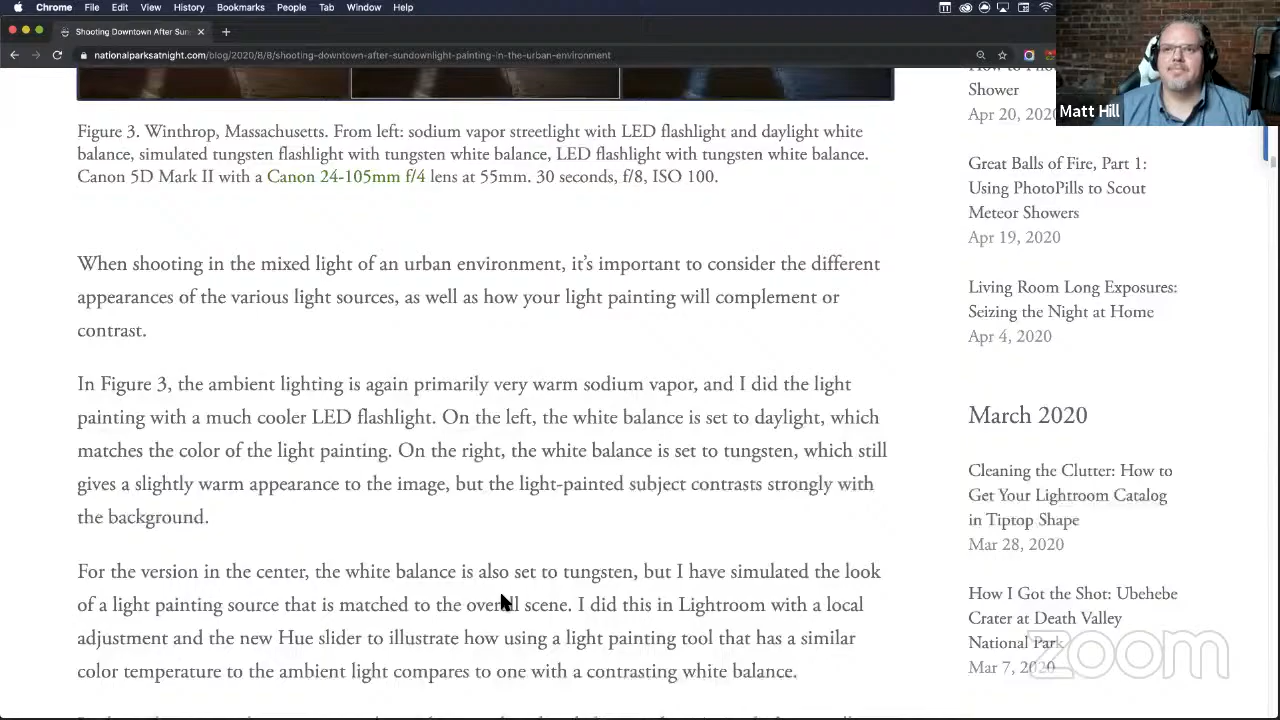 Chrome File Edit View History Bookmarks People Tab Window Help
Shooting Downtown After Sun
nationalparksatnight.com/blog/2020/8/8/shooting-downtown-after-sundownlight-painting-in-the-urban-environment
Matt Hill
Figure 3. Winthrop, Massachusetts. From left: sodium vapor streetlight with LED flashlight and daylight white
balance, simulated tungsten flashlight with tungsten white balance, LED flashlight with tungsten white balance.
Canon 5D Mark II with a Canon 24-105mm f/4 lens at 55mm. 30 seconds, f/8, ISO 100.
When shooting in the mixed light of an urban environment, it’s important to consider the different
appearances of the various light sources, as well as how your light painting will complement or
contrast.
In Figure 3, the ambient lighting is again primarily very warm sodium vapor, and I did the light
painting with a much cooler LED flashlight. On the left, the white balance is set to daylight, which
matches the color of the light painting. On the right, the white balance is set to tungsten, which still
gives a slightly warm appearance to the image, but the light-painted subject contrasts strongly with
the background.
For the version in the center, the white balance is also set to tungsten, but I have simulated the look
of a light painting source that is matched to the overall scene. I did this in Lightroom with a local
adjustment and the new Hue slider to illustrate how using a light painting tool that has a similar
color temperature to the ambient light compares to one with a contrasting white balance.
Shower
Apr 20, 2020
Great Balls of Fire, Part 1:
Using PhotoPills to Scout
Meteor Showers
Apr 19, 2020
Living Room Long Exposures:
Seizing the Night at Home
Apr 4, 2020
March 2020
Cleaning the Clutter: How to
Get Your Lightroom Catalog
in Tiptop Shape
Mar 28, 2020
How I Got the Shot: Ubehebe
Crater at Death Valley
National Park
Mar 7, 2020
zoom